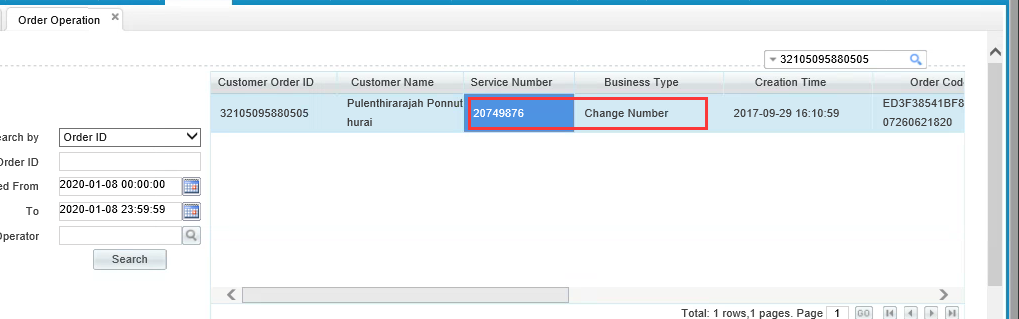 Order Operation
32105095880505
Customer Order ID Customer Name Service Number Business Type Creation Time Order Cod
32105095880505 Pulenthirarajah Ponnut hurai 20749876 Change Number 2017-09-29 16:10:59 ED3F38541BF8 07260621820
earch by Order ID
Order ID
ed From 2020-01-08 00:00:00
To 2020-01-08 23:59:59
Operator
Search
Total: 1 rows,1 pages. Page 1 GO